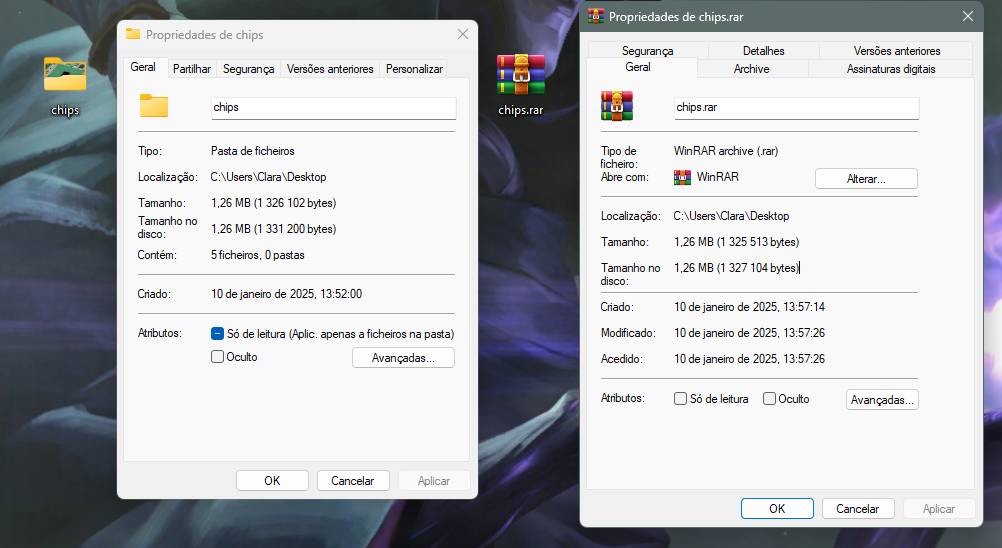 chips
Propriedades de chips
Geral
Partilhar
Segurança
Versões anteriores
Personalizar
chips
Tipo:
Pasta de ficheiros
Localização:
C:\Users\Clara\Desktop
Tamanho:
1,26 MB (1 326 102 bytes)
Tamanho no
disco:
1,26 MB (1 331 200 bytes)
Contém:
5 ficheiros, 0 pastas
Criado:
10 de janeiro de 2025, 13:52:00
Atributos:
Só de leitura (Aplic. apenas a ficheiros na pasta)
Oculto
Avançadas...
OK
Cancelar
Aplicar
chips.rar
Propriedades de chips.rar
Segurança
Detalhes
Versões anteriores
Geral
Archive
Assinaturas digitais
chips.rar
Tipo de
ficheiro:
WinRAR archive (.rar)
Abre com:
WinRAR
Alterar...
Localização:
C:\Users\Clara\Desktop
Tamanho:
1,26 MB (1 325 513 bytes)
Tamanho no
disco:
1,26 MB (1 327 104 bytes)
Criado:
10 de janeiro de 2025, 13:57:14
Modificado:
10 de janeiro de 2025, 13:57:26
Acedido:
10 de janeiro de 2025, 13:57:26
Atributos:
Só de leitura
Oculto
Avançadas...
OK
Cancelar
Aplicar